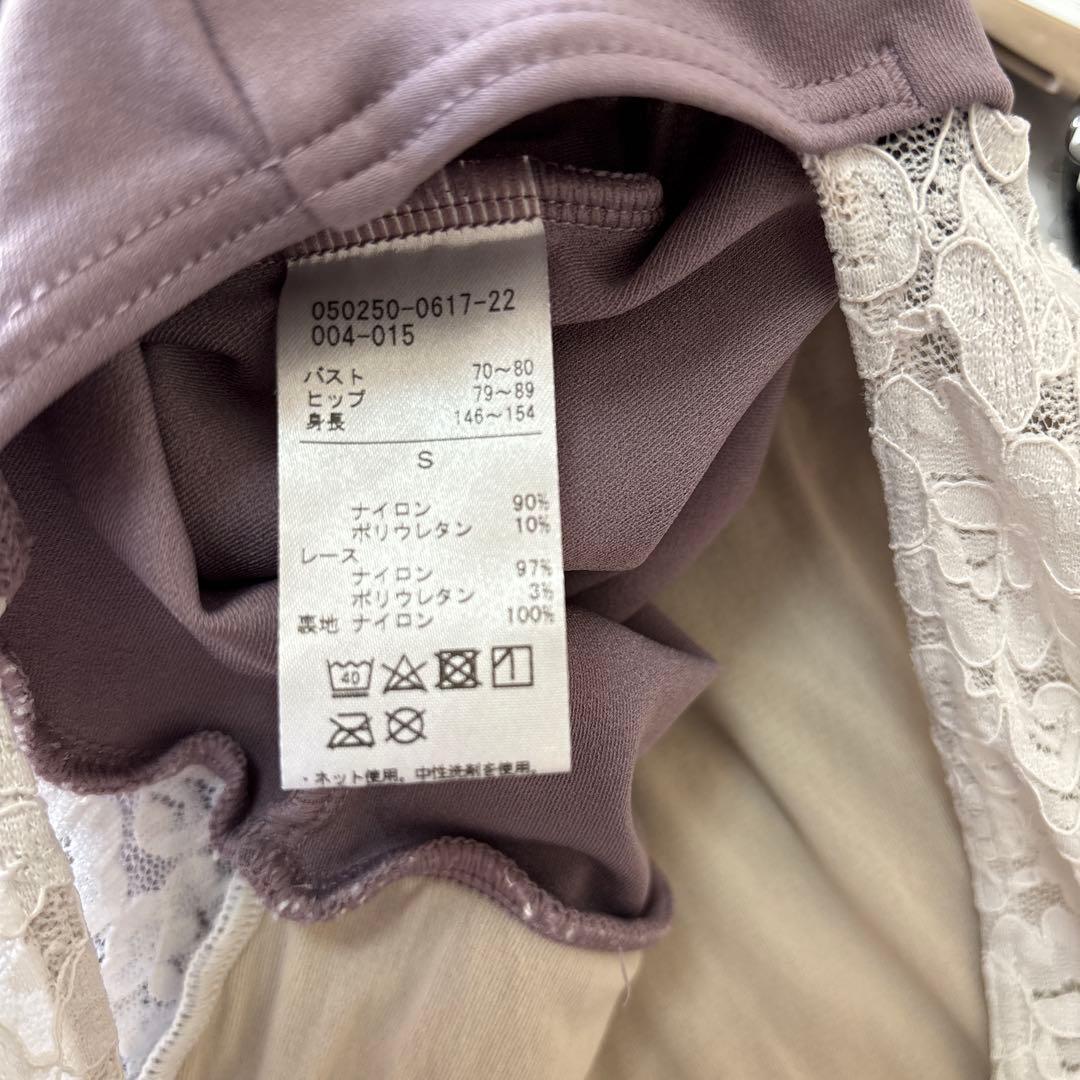 050250-0617-22
004-015
バスト 70～80
ヒップ 79～89
身長 146～154
S
ナイロン 90%
ポリウレタン 10%
レース
ナイロン 97%
ポリウレタン 3%
裏地 ナイロン 100%
40
・ネット使用。中性洗剤を使用。